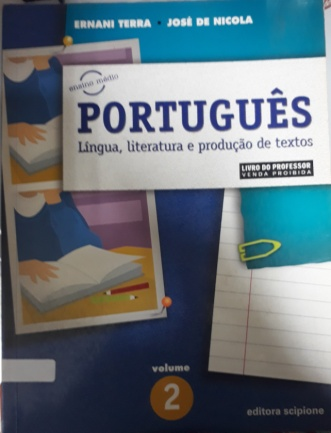 ERNANI TERRA • JOSÉ DE NICOLA
ensino médio
PORTUGUÊS
Língua, literatura e produção de textos
LIVRO DO PROFESSOR
VENDA PROIBIDA
volume
2
editora scipione